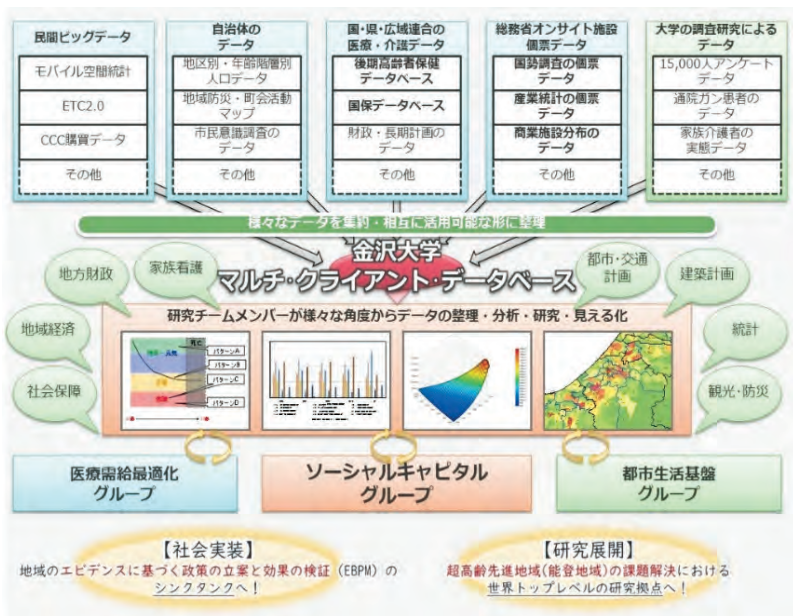 民間ビッグデータ
モバイル空間統計
ETC2.0
CCC購買データ
その他
自治体の
データ
地区別・年齢階層別
人口データ
地域防災・町会活動
マップ
市民意識調査の
データ
その他
国・県・広域連合の
医療・介護データ
後期高齢者保健
データベース
国保データベース
財政・長期計画の
データ
その他
総務省オンサイト施設
個票データ
国勢調査の個票
データ
産業統計の個票
データ
商業施設分布の
データ
その他
大学の調査研究による
データ
15,000人アンケート
データ
通院ガン患者の
データ
家族介護者の
実態データ
その他
様々なデータを集約・相互に活用可能な形に整理
金沢大学
マルチ・クライアント・データベース
地方財政
家族看護
都市・交通
計画
建築計画
地域経済
社会保障
統計
観光・防災
研究チームメンバーが様々な角度からデータの整理・分析・研究・見える化
死亡
パターンA
パターンB
パターンC
パターンD
医療需給最適化
グループ
ソーシャルキャピタル
グループ
都市生活基盤
グループ
【社会実装】
地域のエビデンスに基づく政策の立案と効果の検証（EBPM）の
シンクタンクへ！
【研究展開】
超高齢先進地域(能登地域)の課題解決における
世界トップレベルの研究拠点へ！